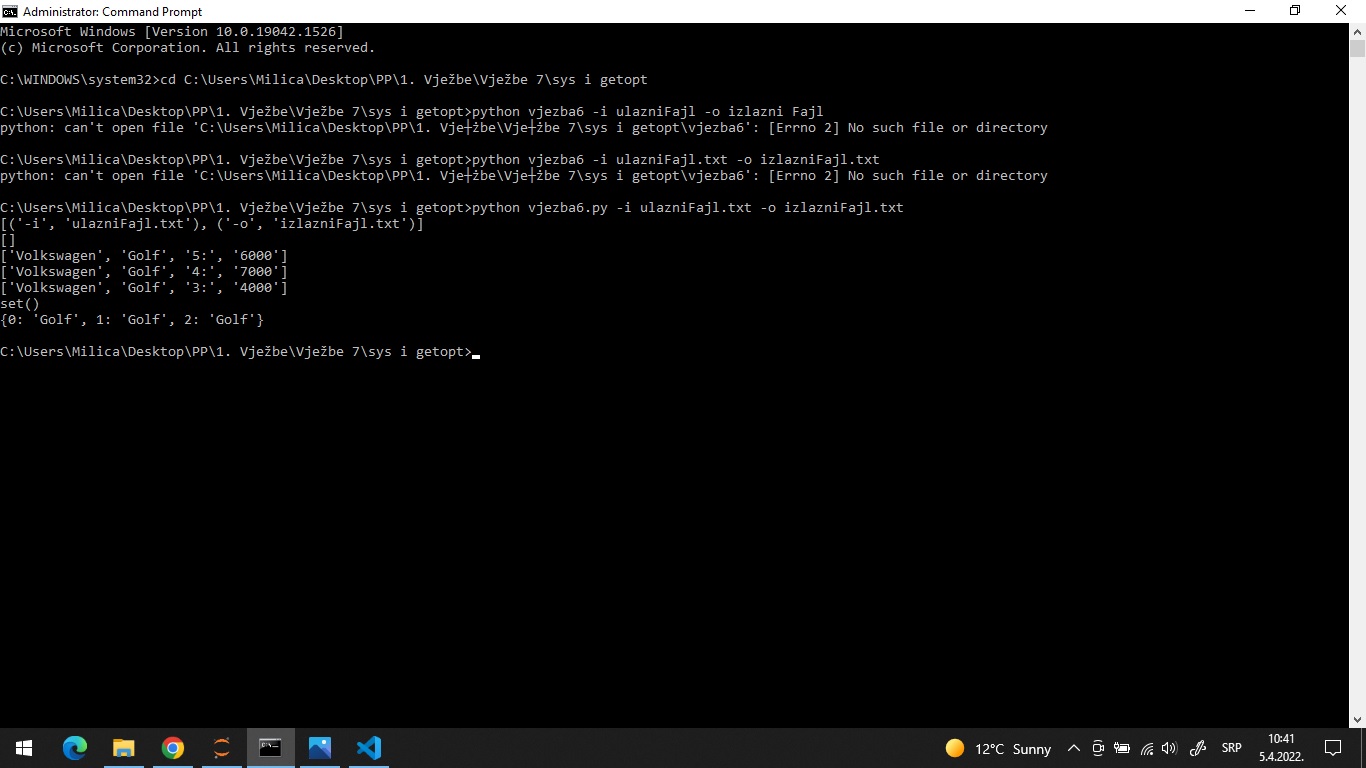 Administrator: Command Prompt
Microsoft Windows [Version 10.0.19042.1526]
(c) Microsoft Corporation. All rights reserved.
C:\WINDOWS\system32>cd C:\Users\Milica\Desktop\PP\1. Vježbe\Vježbe 7\sys i getopt
C:\Users\Milica\Desktop\PP\1. Vježbe\Vježbe 7\sys i getopt>python vjezba6 -i ulazniFajl -o izlazni Fajl
python: can't open file 'C:\Users\Milica\Desktop\PP\1. Vje┼żbe\Vje┼żbe 7\sys i getopt\vjezba6': [Errno 2] No such file or directory
C:\Users\Milica\Desktop\PP\1. Vježbe\Vježbe 7\sys i getopt>python vjezba6 -i ulazniFajl.txt -o izlazniFajl.txt
python: can't open file 'C:\Users\Milica\Desktop\PP\1. Vje┼żbe\Vje┼żbe 7\sys i getopt\vjezba6': [Errno 2] No such file or directory
C:\Users\Milica\Desktop\PP\1. Vježbe\Vježbe 7\sys i getopt>python vjezba6.py -i ulazniFajl.txt -o izlazniFajl.txt
[('-i', 'ulazniFajl.txt'), ('-o', 'izlazniFajl.txt')]
[]
['Volkswagen', 'Golf', '5:', '6000']
['Volkswagen', 'Golf', '4:', '7000']
['Volkswagen', 'Golf', '3:', '4000']
set()
{0: 'Golf', 1: 'Golf', 2: 'Golf'}
C:\Users\Milica\Desktop\PP\1. Vježbe\Vježbe 7\sys i getopt>
12°C Sunny
SRP
10:41
5.4.2022.